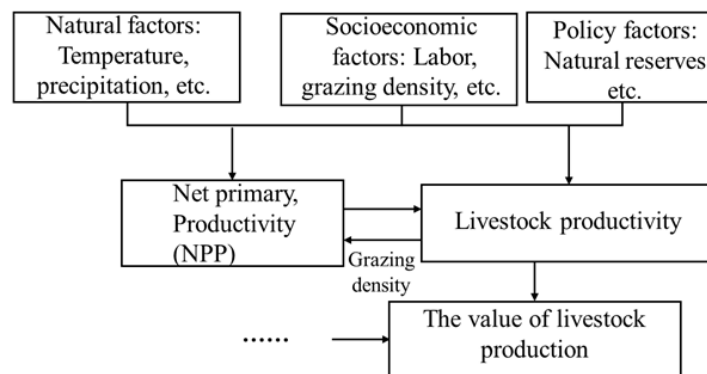 Natural factors:
Temperature,
precipitation, etc.
Socioeconomic
factors: Labor,
grazing density, etc.
Policy factors:
Natural reserves
etc.
Net primary,
Productivity
(NPP)
Livestock productivity
Grazing
density
The value of livestock
production
......